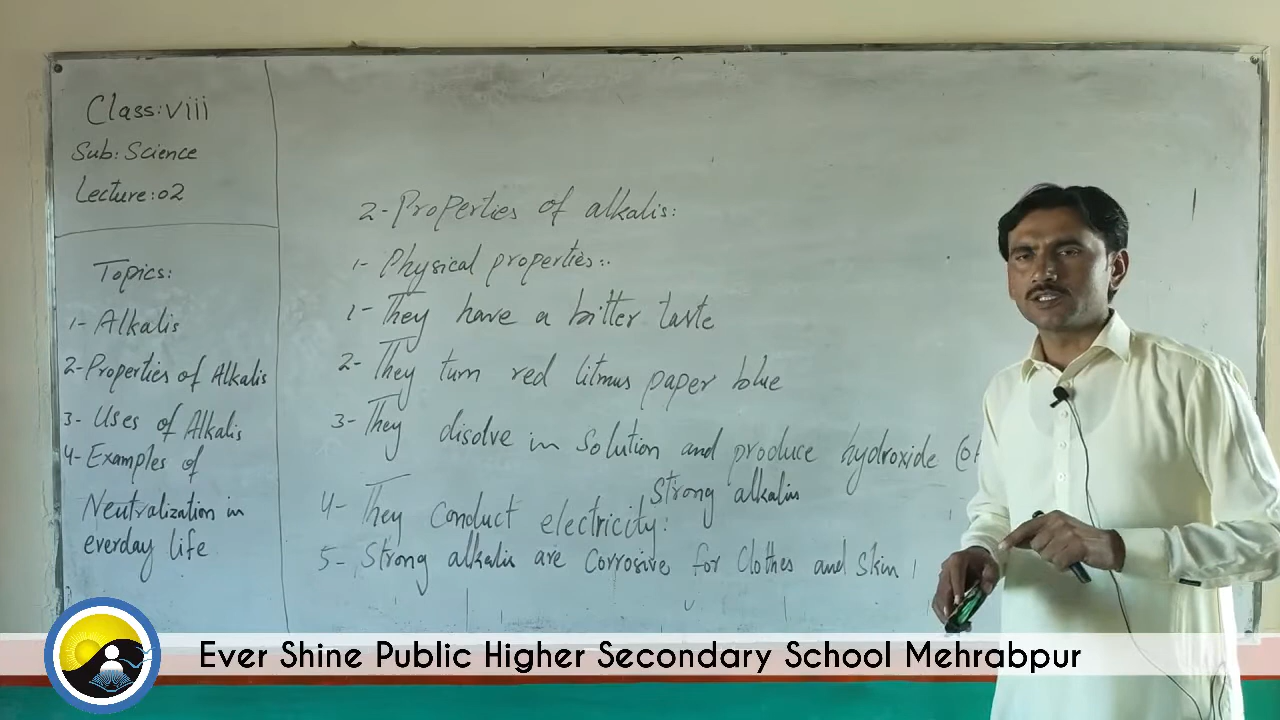 Class: viii
Sub: Science
Lecture: 02
Topics:
1- Alkalis
2- Properties of Alkalis
3- Uses of Alkalis
4- Examples of
Neutralization in
everday life
2- Properties of alkalis:
1- Physical properties:
1- They have a bitter taste
2- They turn red litmus paper blue
3- They disolve in solution and produce hydroxide
Strong alkalis
4- They conduct electricity:
5- Strong alkalis are corrosive for clothes and skin
Ever Shine Public Higher Secondary School Mehrabpur